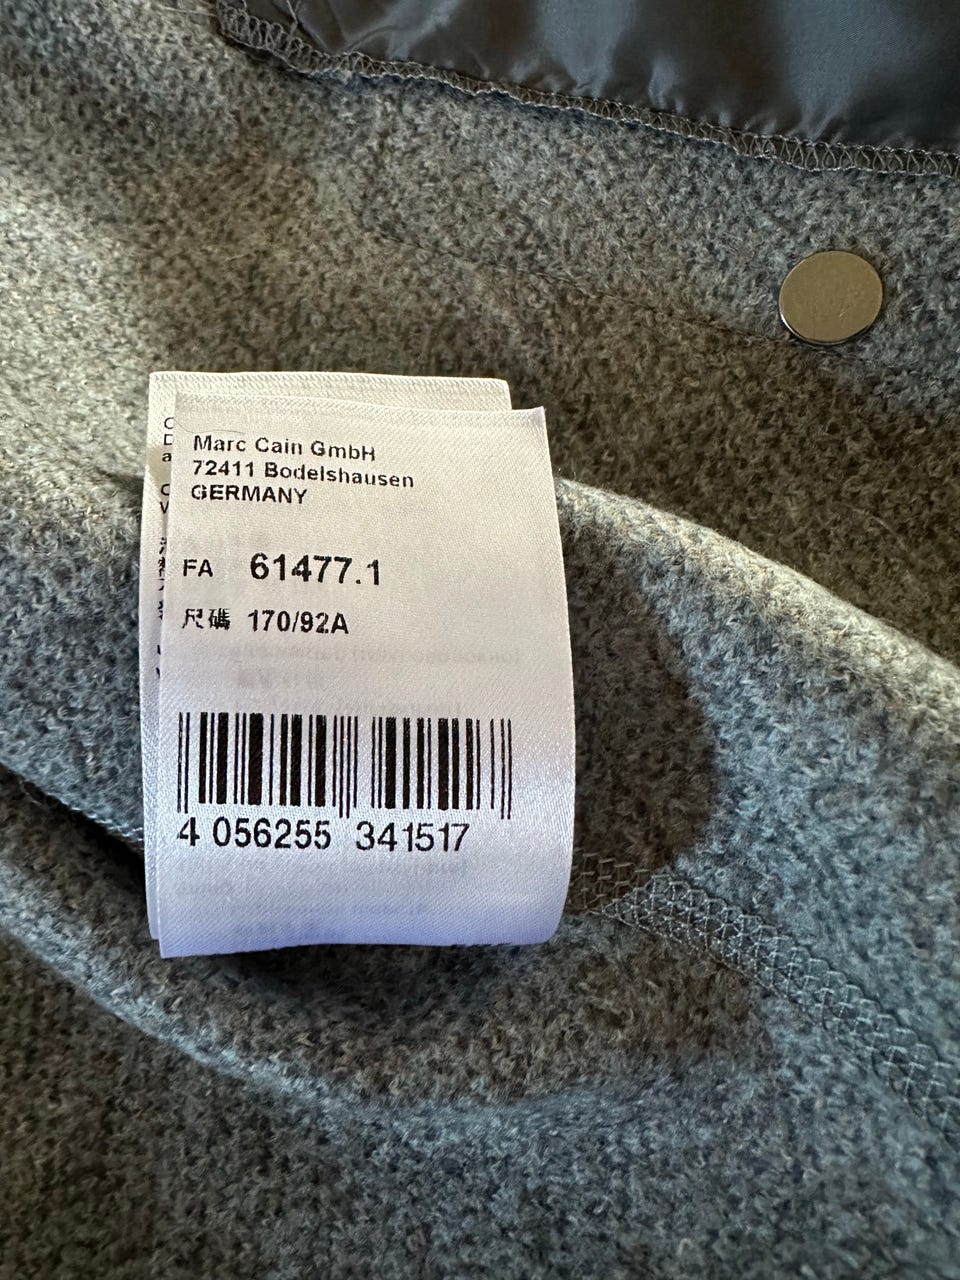 Marc Cain GmbH
72411 Bodelshausen
GERMANY
FA 61477.1
尺碼 170/92A
4 056255 341517